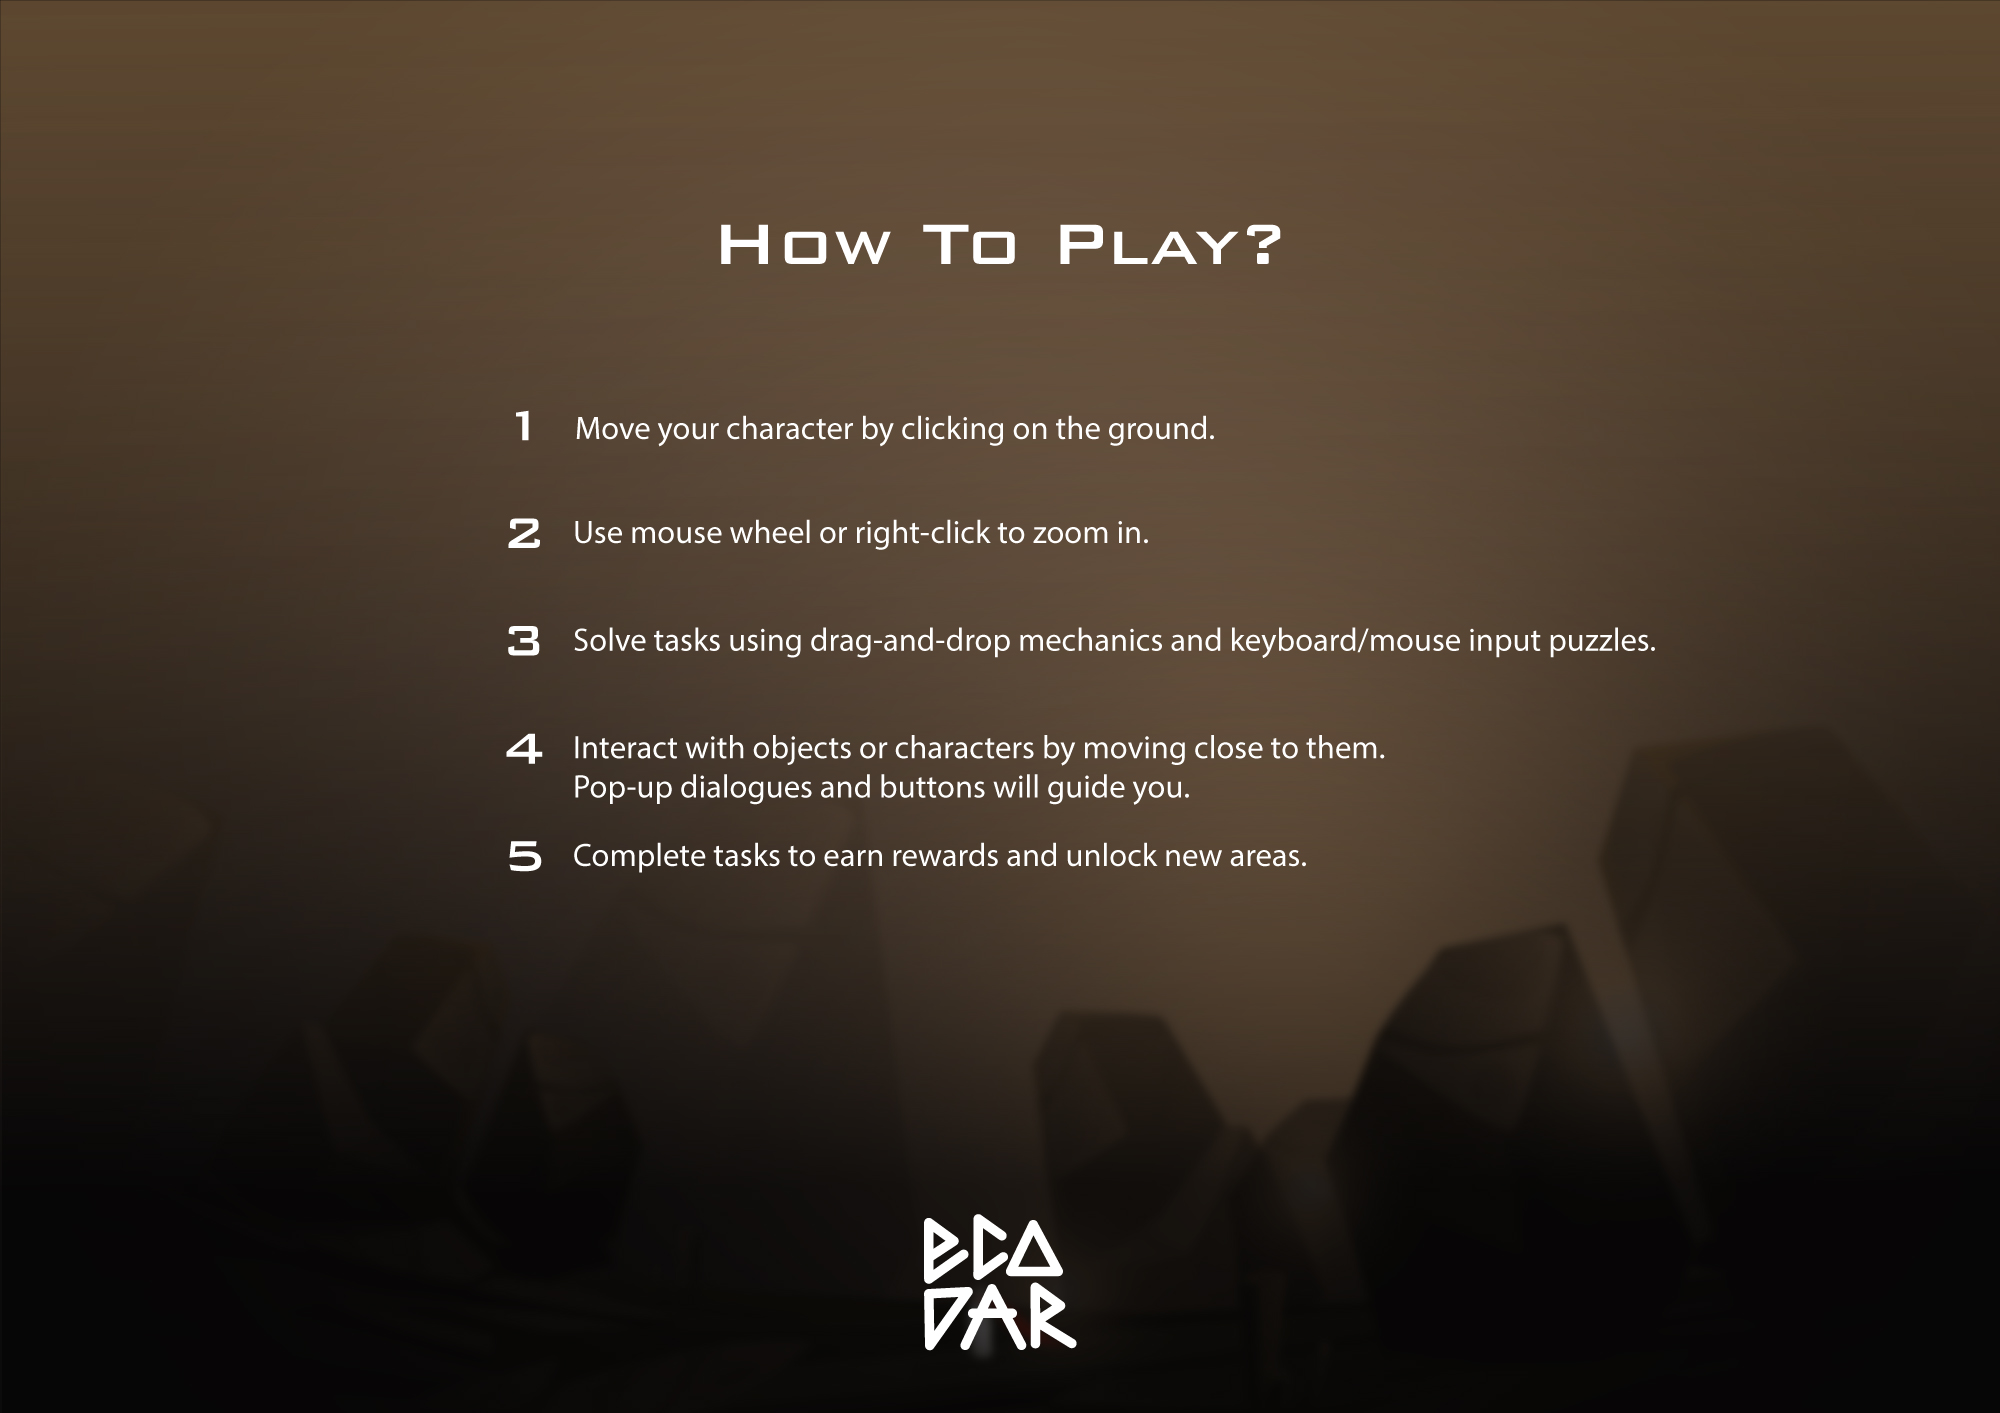 How To Play?
1 Move your character by clicking on the ground.
2 Use mouse wheel or right-click to zoom in.
3 Solve tasks using drag-and-drop mechanics and keyboard/mouse input puzzles.
4 Interact with objects or characters by moving close to them.
Pop-up dialogues and buttons will guide you.
5 Complete tasks to earn rewards and unlock new areas.
DAR